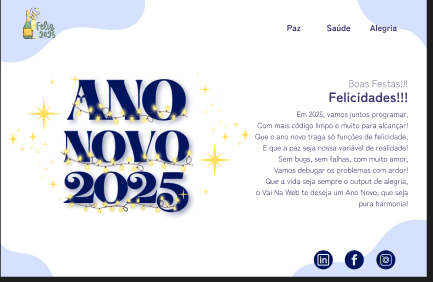 Feliz
2025
Paz Saúde Alegria
ANO
NOVO
2025
Boas Festas!!!
Felicidades!!!
Em 2025, vamos juntos programar,
Com mais código limpo e muito para alcançar!
Que o ano novo traga só funções de felicidade,
E que a paz seja nossa variável de realidade!
Sem bugs, sem falhas, com muito amor,
Vamos debugar os problemas com ardor!
Que a vida seja sempre o output de alegria,
o Vai Na Web te deseja um Ano Novo, que seja
pura harmonia!